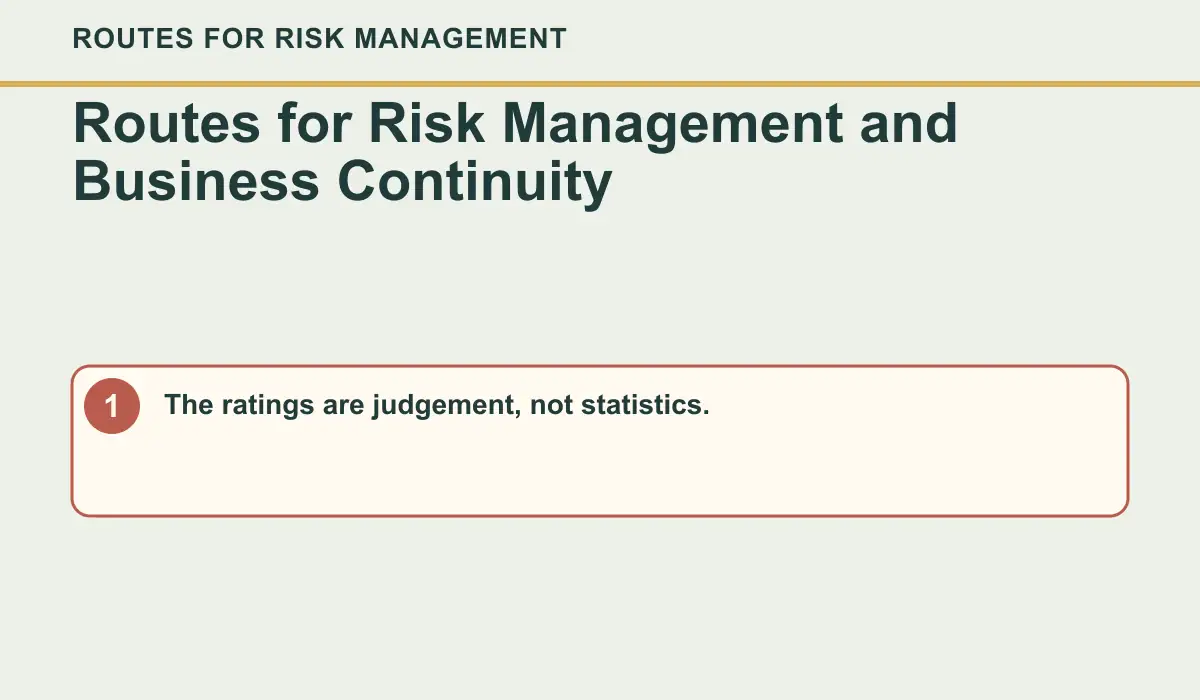 ROUTES FOR RISK MANAGEMENT
Routes for Risk Management and
Business Continuity
1
The ratings are judgement, not statistics.